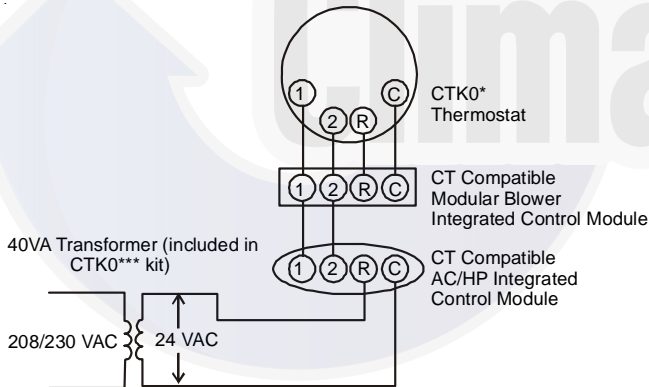 Clima
1
C
2
R
CTK0*
Thermostat
1
2
R
C
CT Compatible
Modular Blower
Integrated Control Module
40VA Transformer (included in
CTK0*** kit)
1
2
R
C
CT Compatible
AC/HP Integrated
Control Module
208/230 VAC
24 VAC